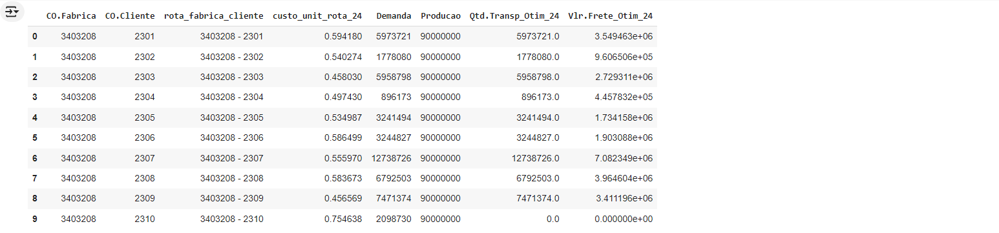 CO.Fabrica CO.Cliente rota_fabrica_cliente custo_unit_rota_24 Demanda Producao Qtd.Transp_Otim_24 Vlr.Frete_Otim_24
0 3403208 2301 3403208 - 2301 0.594180 5973721 90000000 5973721.0 3.549463e+06
1 3403208 2302 3403208 - 2302 0.540274 1778080 90000000 1778080.0 9.606506e+05
2 3403208 2303 3403208 - 2303 0.458030 5958798 90000000 5958798.0 2.729311e+06
3 3403208 2304 3403208 - 2304 0.497430 896173 90000000 896173.0 4.457832e+05
4 3403208 2305 3403208 - 2305 0.534987 3241494 90000000 3241494.0 1.734158e+06
5 3403208 2306 3403208 - 2306 0.586499 3244827 90000000 3244827.0 1.903088e+06
6 3403208 2307 3403208 - 2307 0.555970 12738726 90000000 12738726.0 7.082349e+06
7 3403208 2308 3403208 - 2308 0.583673 6792503 90000000 6792503.0 3.964604e+06
8 3403208 2309 3403208 - 2309 0.456569 7471374 90000000 7471374.0 3.411196e+06
9 3403208 2310 3403208 - 2310 0.754638 2098730 90000000 0.0 0.000000e+00